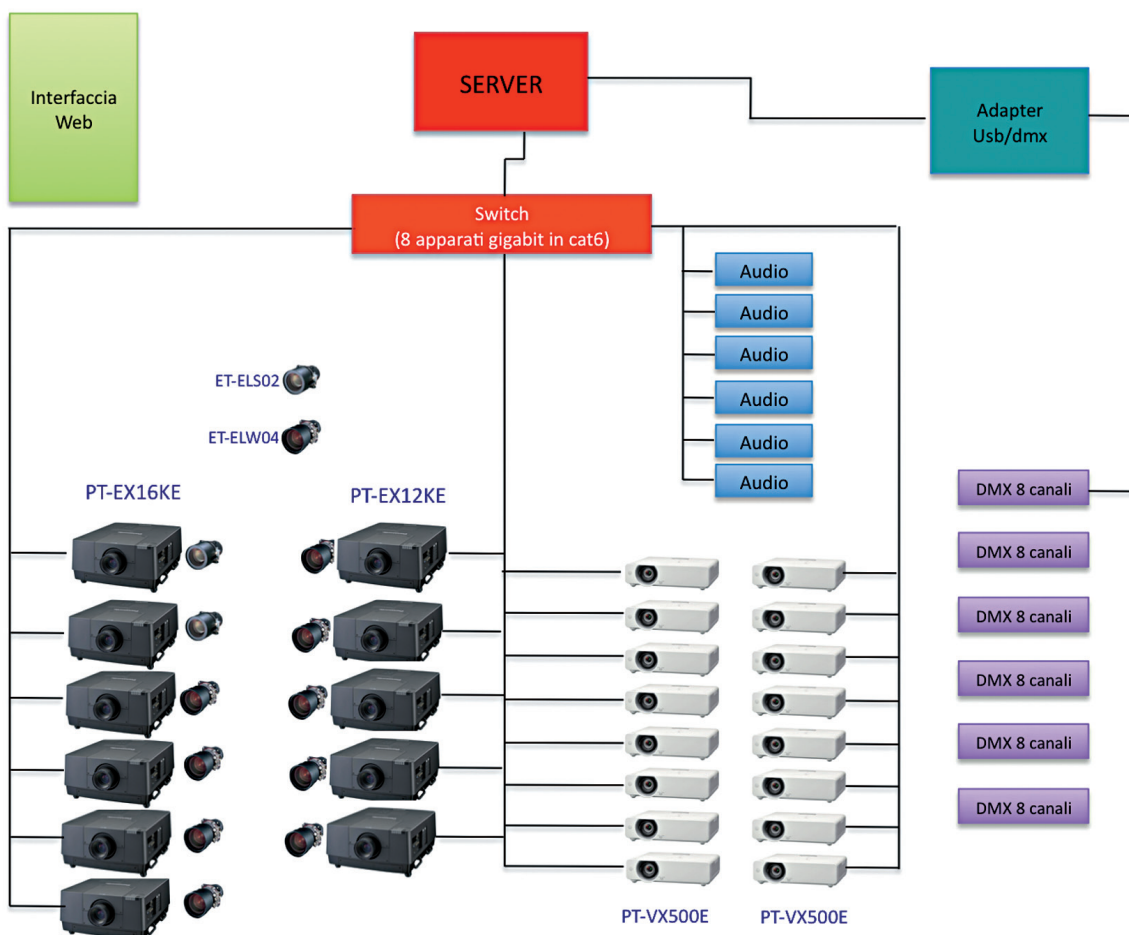 Interfaccia
Web
SERVER
Adapter
Usb/dmx
Switch
(8 apparati gigabit in cat6)
Audio
Audio
Audio
Audio
Audio
Audio
ET-ELS02
ET-ELW04
PT-EX16KE
PT-EX12KE
DMX 8 canali
DMX 8 canali
DMX 8 canali
DMX 8 canali
DMX 8 canali
DMX 8 canali
PT-VX500E
PT-VX500E